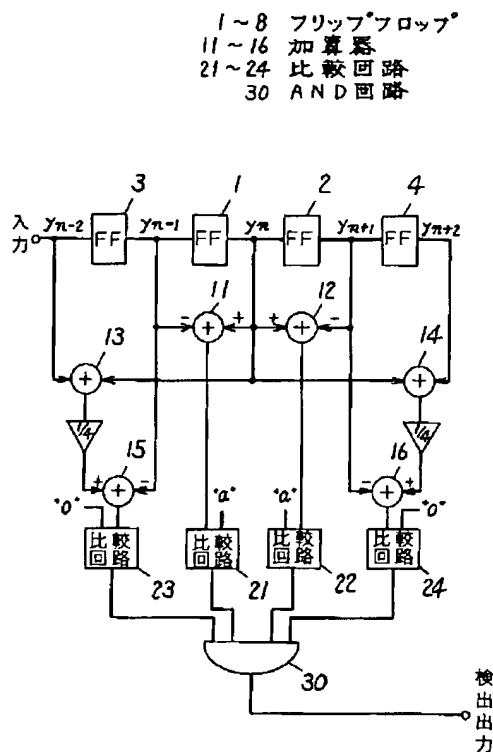 1~8 フリップフロップ
11~16 加算器
21~24 比較回路
30 AND回路
3 1 2 4
入力 yn-2 FF yn-1 FF yn FF yn+1 FF yn+2
11 12
- + + + + -
13 14
+ +
1/4 1/4
15 16
+ + - - + +
"0" "a" "a" "0"
比較回路 比較回路 比較回路 比較回路
23 21 22 24
30
検出出力